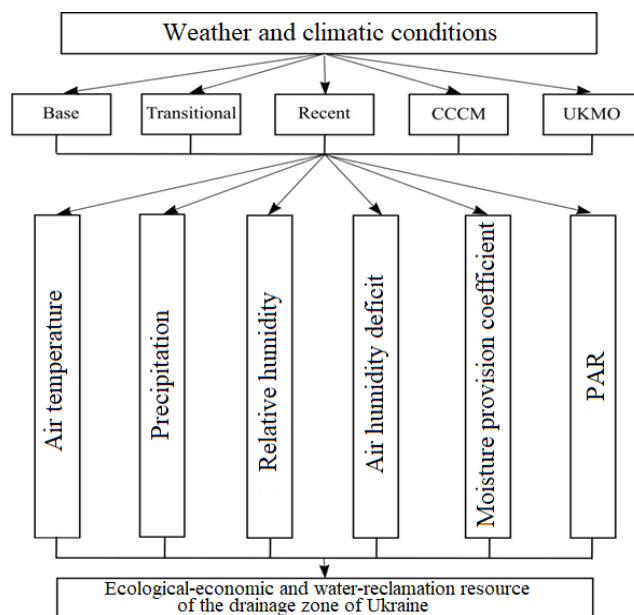 Weather and climatic conditions
Base
Transitional
Recent
CCCM
UKMO
Air temperature
Precipitation
Relative humidity
Air humidity deficit
Moisture provision coefficient
PAR
Ecological-economic and water-reclamation resource
of the drainage zone of Ukraine